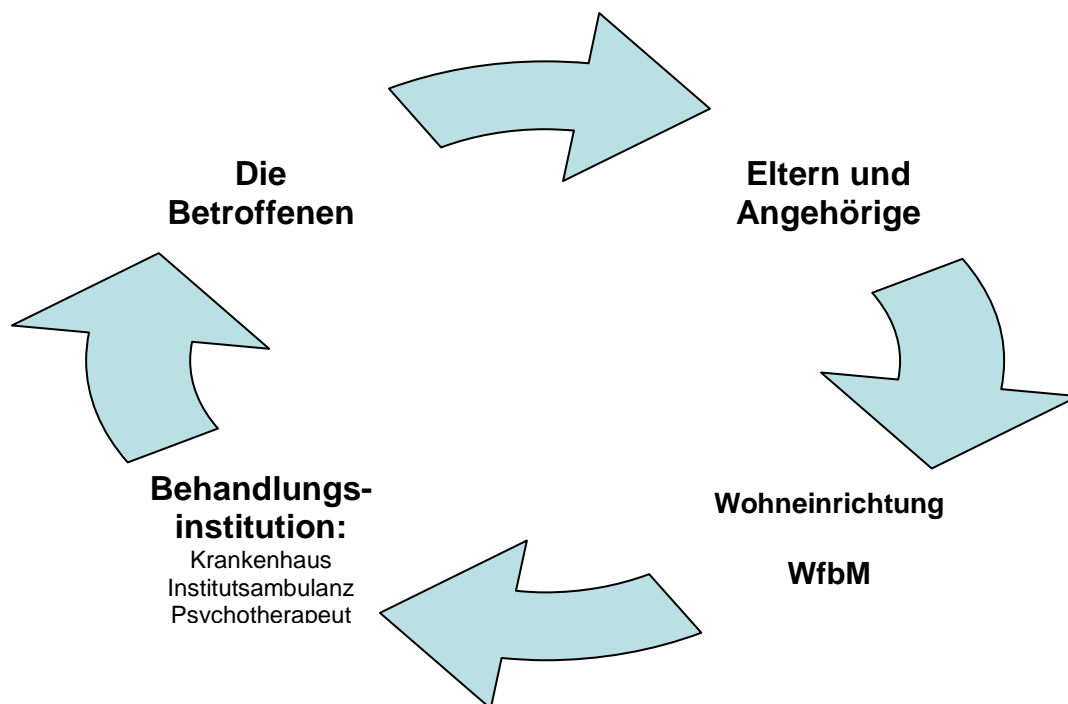 Die
Betroffenen
Eltern und
Angehörige
Wohneinrichtung
WfbM
Behandlungs-
institution:
Krankenhaus
Institutsambulanz
Psychotherapeut